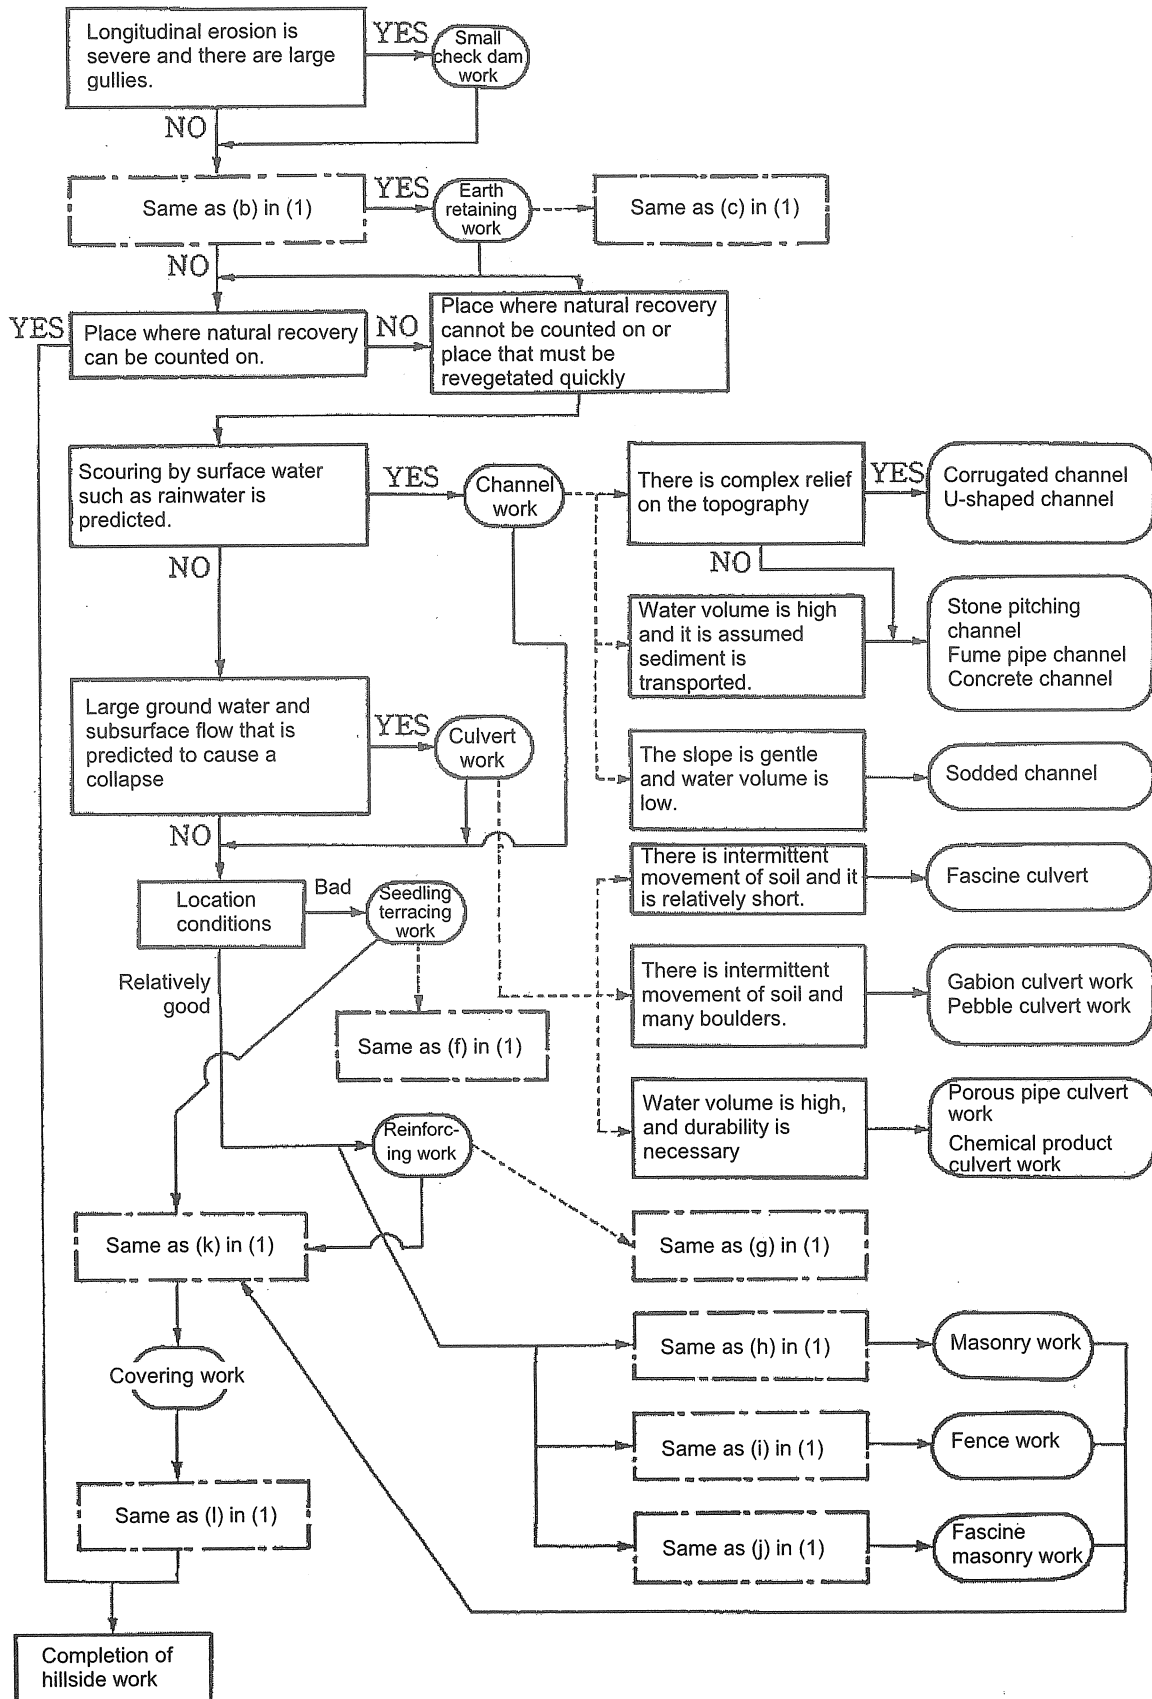 Longitudinal erosion is
severe and there are large
gullies.
YES
Small
check dam
work
NO
Same as (b) in (1)
YES
Earth
retaining
work
Same as (c) in (1)
NO
YES
Place where natural recovery
can be counted on.
NO
Place where natural recovery
cannot be counted on or
place that must be
revegetated quickly
Scouring by surface water
such as rainwater is
predicted.
YES
Channel
work
There is complex relief
on the topography
YES
Corrugated channel
U-shaped channel
NO
NO
Water volume is high
and it is assumed
sediment is
transported.
Stone pitching
channel
Fume pipe channel
Concrete channel
Large ground water and
subsurface flow that is
predicted to cause a
collapse
YES
Culvert
work
The slope is gentle
and water volume is
low.
Sodded channel
NO
There is intermittent
movement of soil and it
is relatively short.
Fascine culvert
Location
conditions
Bad
Seedling
terracing
work
Relatively
good
There is intermittent
movement of soil and
many boulders.
Gabion culvert work
Pebble culvert work
Same as (f) in (1)
Water volume is high,
and durability is
necessary
Porous pipe culvert
work
Chemical product
culvert work
Reinforc-
ing work
Same as (k) in (1)
Same as (g) in (1)
Same as (h) in (1)
Masonry work
Covering work
Same as (i) in (1)
Fence work
Same as (l) in (1)
Same as (j) in (1)
Fascine
masonry work
Completion of
hillside work